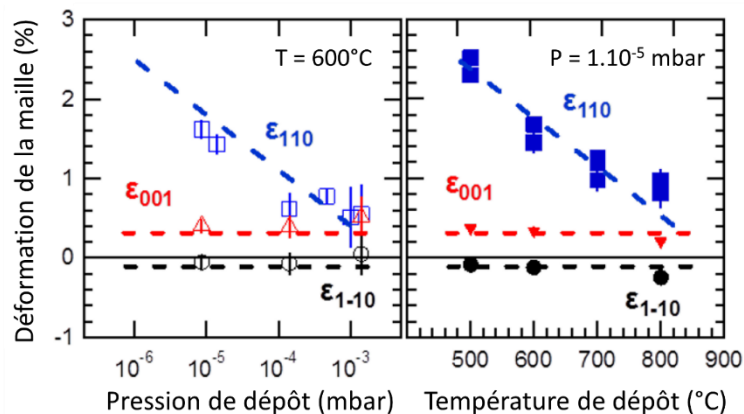 Déformation de la maille (%)
3
2
1
0
-1
T = 600°C
P = 1.10⁻⁵ mbar
ε₁₁₀
ε₀₀₁
ε₁₋₁₀
ε₁₁₀
ε₀₀₁
ε₁₋₁₀
10⁻⁶ 10⁻⁵ 10⁻⁴ 10⁻³
500 600 700 800 900
Pression de dépôt (mbar)
Température de dépôt (°C)